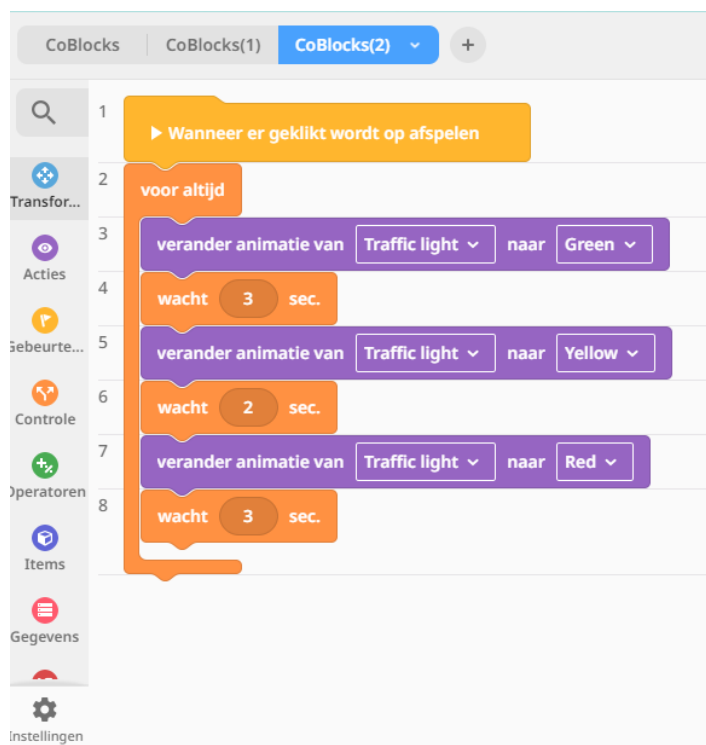 CoBlocks CoBlocks(1) CoBlocks(2) +
1 Wanneer er geklikt wordt op afspelen
2 voor altijd
Transfor...
3 verander animatie van Traffic light naar Green
Acties
4 wacht 3 sec.
Gebeurte...
5 verander animatie van Traffic light naar Yellow
6 wacht 2 sec.
Controle
7 verander animatie van Traffic light naar Red
Operatoren
8 wacht 3 sec.
Items
Gegevens
Instellingen